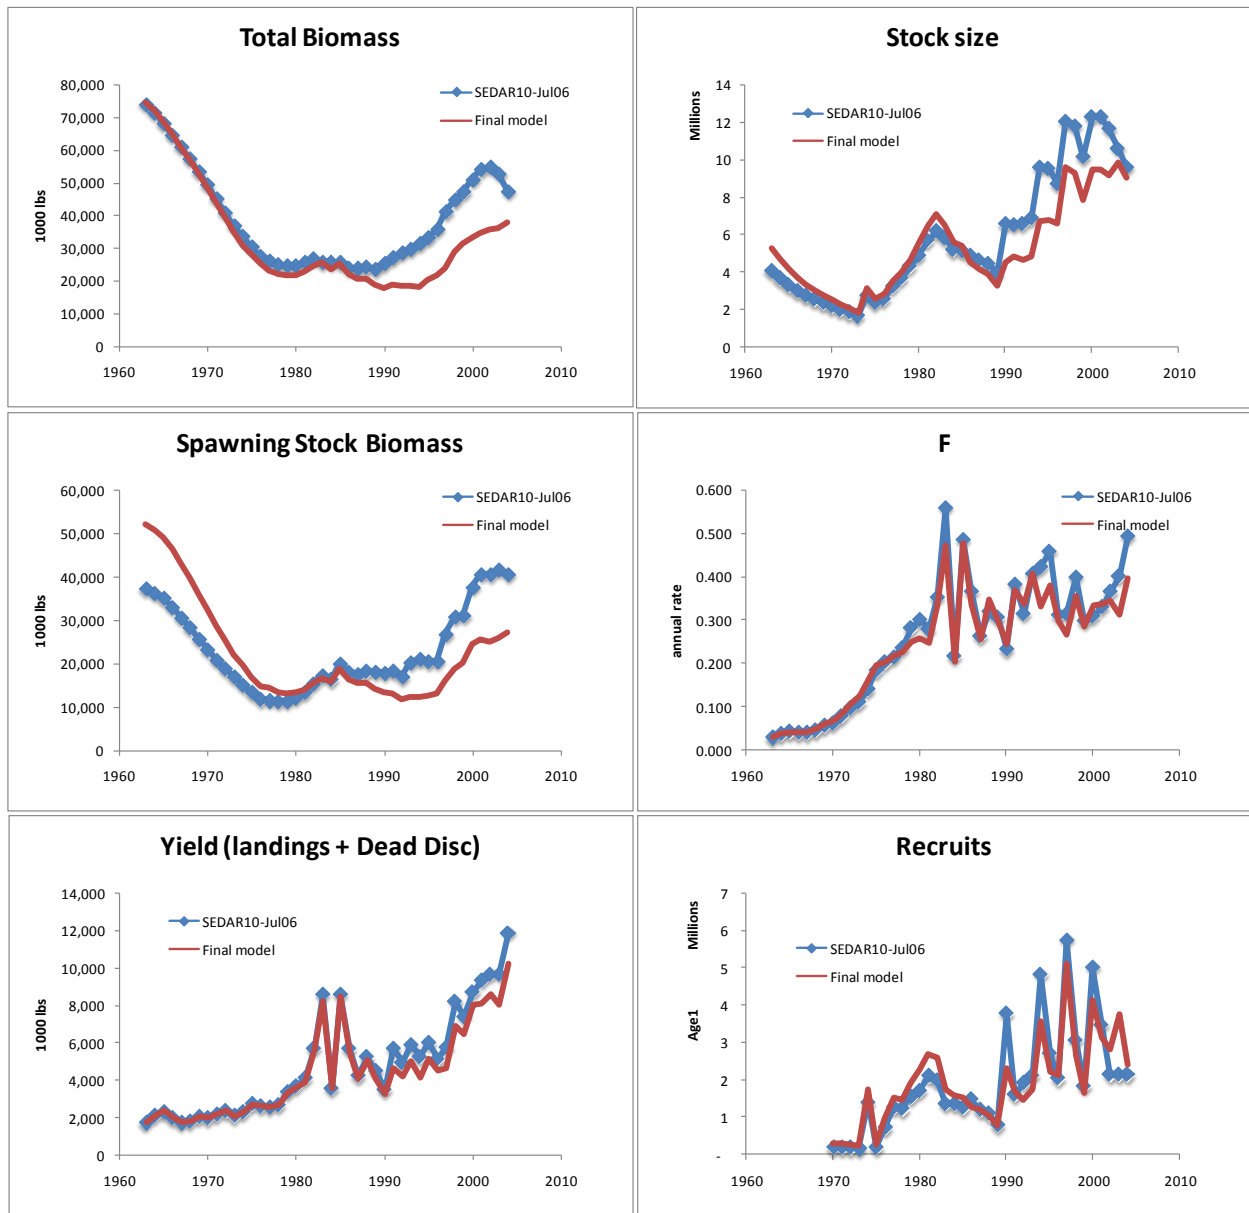 Total Biomass
80,000
70,000
60,000
50,000
40,000
30,000
20,000
10,000
0
1000 lbs
1960 1970 1980 1990 2000 2010
SEDAR10-Jul06
Final model
Stock size
Millions
14
12
10
8
6
4
2
0
1960 1970 1980 1990 2000 2010
SEDAR10-Jul06
Final model
Spawning Stock Biomass
60,000
50,000
40,000
30,000
20,000
10,000
0
1000 lbs
1960 1970 1980 1990 2000 2010
SEDAR10-Jul06
Final model
F
0.600
0.500
0.400
0.300
0.200
0.100
0.000
annual rate
1960 1970 1980 1990 2000 2010
SEDAR10-Jul06
Final model
Yield (landings + Dead Disc)
14,000
12,000
10,000
8,000
6,000
4,000
2,000
0
1000 lbs
1960 1970 1980 1990 2000 2010
SEDAR10-Jul06
Final model
Recruits
Millions
Age1
7
6
5
4
3
2
1
-
1960 1970 1980 1990 2000 2010
SEDAR10-Jul06
Final model